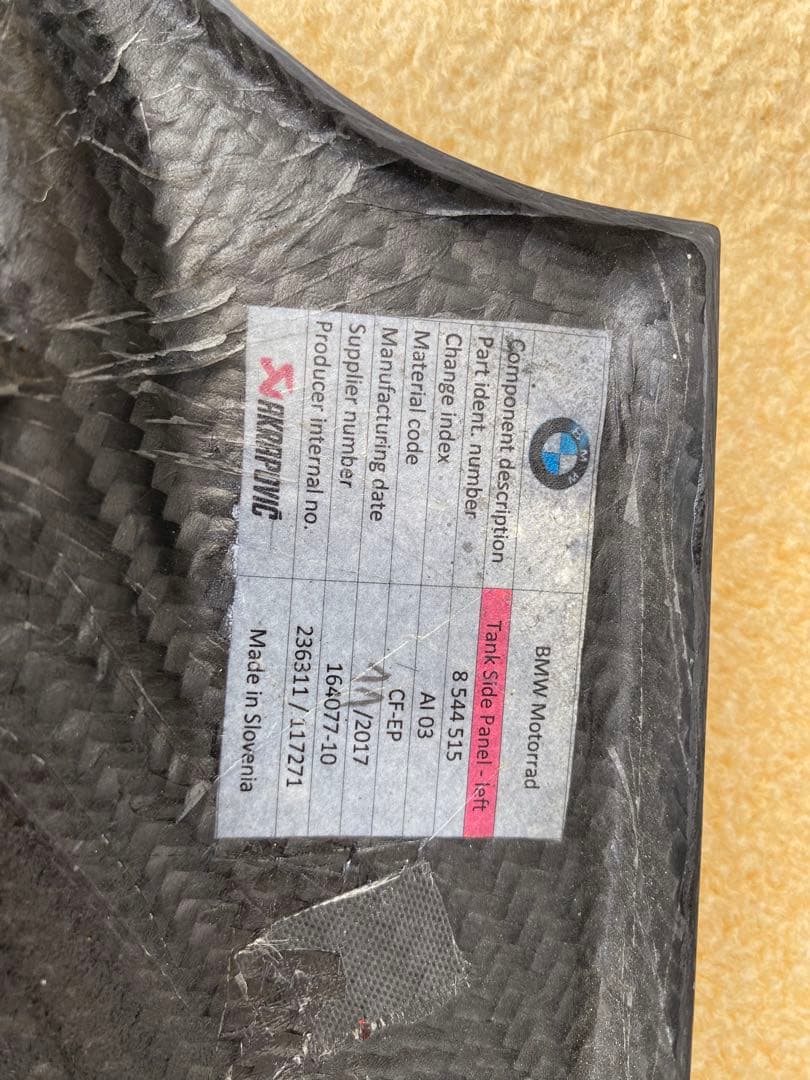 BMW
BMW Motorrad
Component description Tank Side Panel - left
Part ident. number 8 544 515
Change index AI 03
Material code CF-EP
Manufacturing date 11/2017
Supplier number 164077-10
Producer internal no. 236311 / 117271
AKRAPOVIČ Made in Slovenia